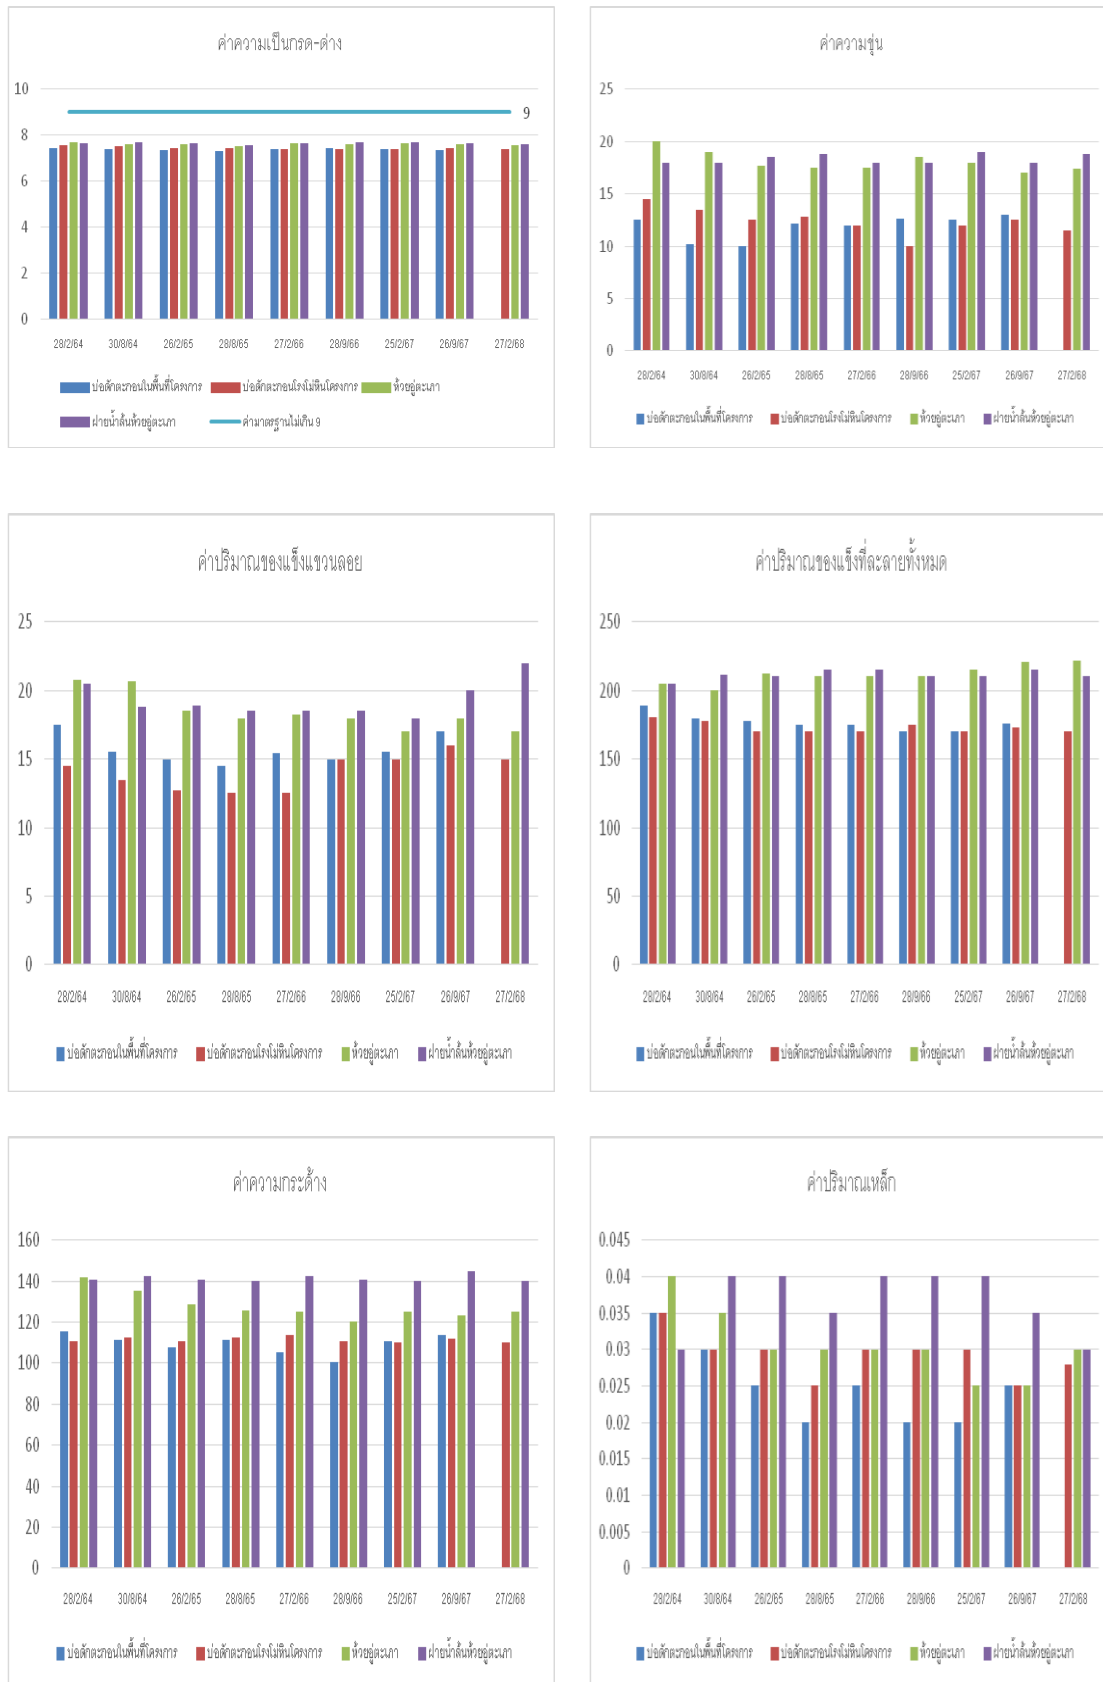 ค่าความเป็นกรด-ด่าง
10
8
6
4
2
0
9
28/2/64 30/8/64 26/2/65 28/8/65 27/2/66 28/9/66 25/2/67 26/9/67 27/2/68
บ่อดักตะกอนในพื้นที่โครงการ บ่อดักตะกอนโรงโม่หินโครงการ ห้วยอู่ตะเภา
ฝายน้ำล้นห้วยอู่ตะเภา ค่ามาตรฐานไม่เกิน 9
ค่าความขุ่น
25
20
15
10
5
0
28/2/64 30/8/64 26/2/65 28/8/65 27/2/66 28/9/66 25/2/67 26/9/67 27/2/68
บ่อดักตะกอนในพื้นที่โครงการ บ่อดักตะกอนโรงโม่หินโครงการ ห้วยอู่ตะเภา ฝายน้ำล้นห้วยอู่ตะเภา
ค่าปริมาณของแข็งแขวนลอย
25
20
15
10
5
0
28/2/64 30/8/64 26/2/65 28/8/65 27/2/66 28/9/66 25/2/67 26/9/67 27/2/68
บ่อดักตะกอนในพื้นที่โครงการ บ่อดักตะกอนโรงโม่หินโครงการ ห้วยอู่ตะเภา ฝายน้ำล้นห้วยอู่ตะเภา
ค่าปริมาณของแข็งที่ละลายทั้งหมด
250
200
150
100
50
0
28/2/64 30/8/64 26/2/65 28/8/65 27/2/66 28/9/66 25/2/67 26/9/67 27/2/68
บ่อดักตะกอนในพื้นที่โครงการ บ่อดักตะกอนโรงโม่หินโครงการ ห้วยอู่ตะเภา ฝายน้ำล้นห้วยอู่ตะเภา
ค่าความกระด้าง
160
140
120
100
80
60
40
20
0
28/2/64 30/8/64 26/2/65 28/8/65 27/2/66 28/9/66 25/2/67 26/9/67 27/2/68
บ่อดักตะกอนในพื้นที่โครงการ บ่อดักตะกอนโรงโม่หินโครงการ ห้วยอู่ตะเภา ฝายน้ำล้นห้วยอู่ตะเภา
ค่าปริมาณเหล็ก
0.045
0.04
0.035
0.03
0.025
0.02
0.015
0.01
0.005
0
28/2/64 30/8/64 26/2/65 28/8/65 27/2/66 28/9/66 25/2/67 26/9/67 27/2/68
บ่อดักตะกอนในพื้นที่โครงการ บ่อดักตะกอนโรงโม่หินโครงการ ห้วยอู่ตะเภา ฝายน้ำล้นห้วยอู่ตะเภา